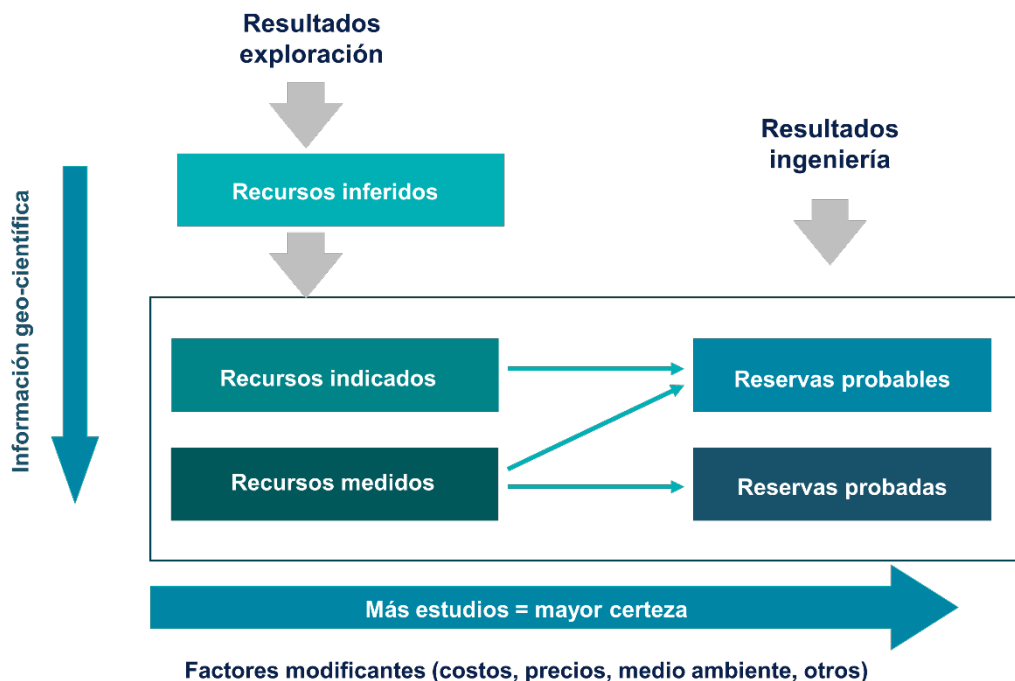 Resultados
exploración
Resultados
ingeniería
Información geo-científica
Recursos inferidos
Recursos indicados
Reservas probables
Recursos medidos
Reservas probadas
Más estudios = mayor certeza
Factores modificantes (costos, precios, medio ambiente, otros)